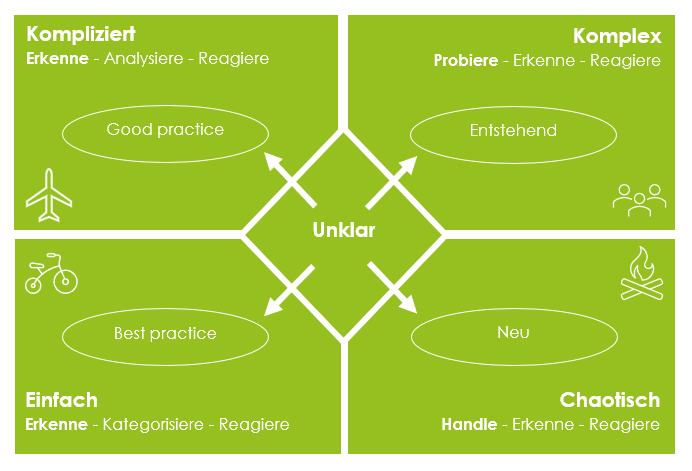 Kompliziert
Erkenne - Analysiere - Reagiere
Good practice
Komplex
Probiere - Erkenne - Reagiere
Entstehend
Unklar
Best practice
Einfach
Erkenne - Kategorisiere - Reagiere
Neu
Chaotisch
Handle - Erkenne - Reagiere